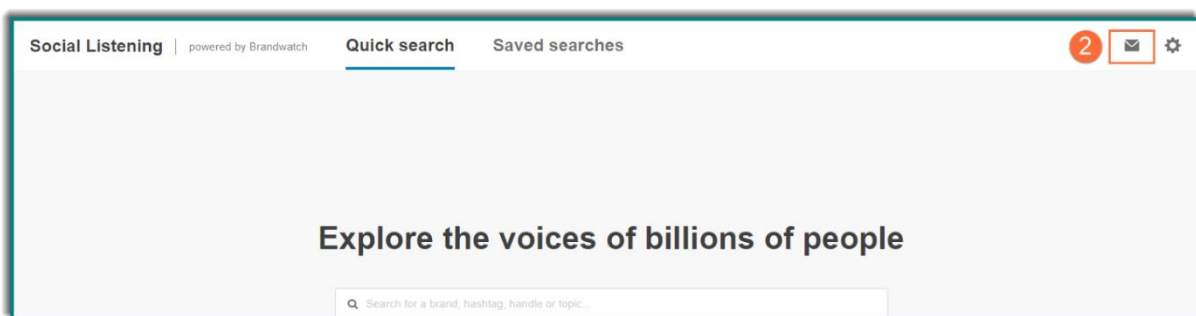 Social Listening | powered by Brandwatch Quick search Saved searches 2
Explore the voices of billions of people
Search for a brand, hashtag, handle or topic...